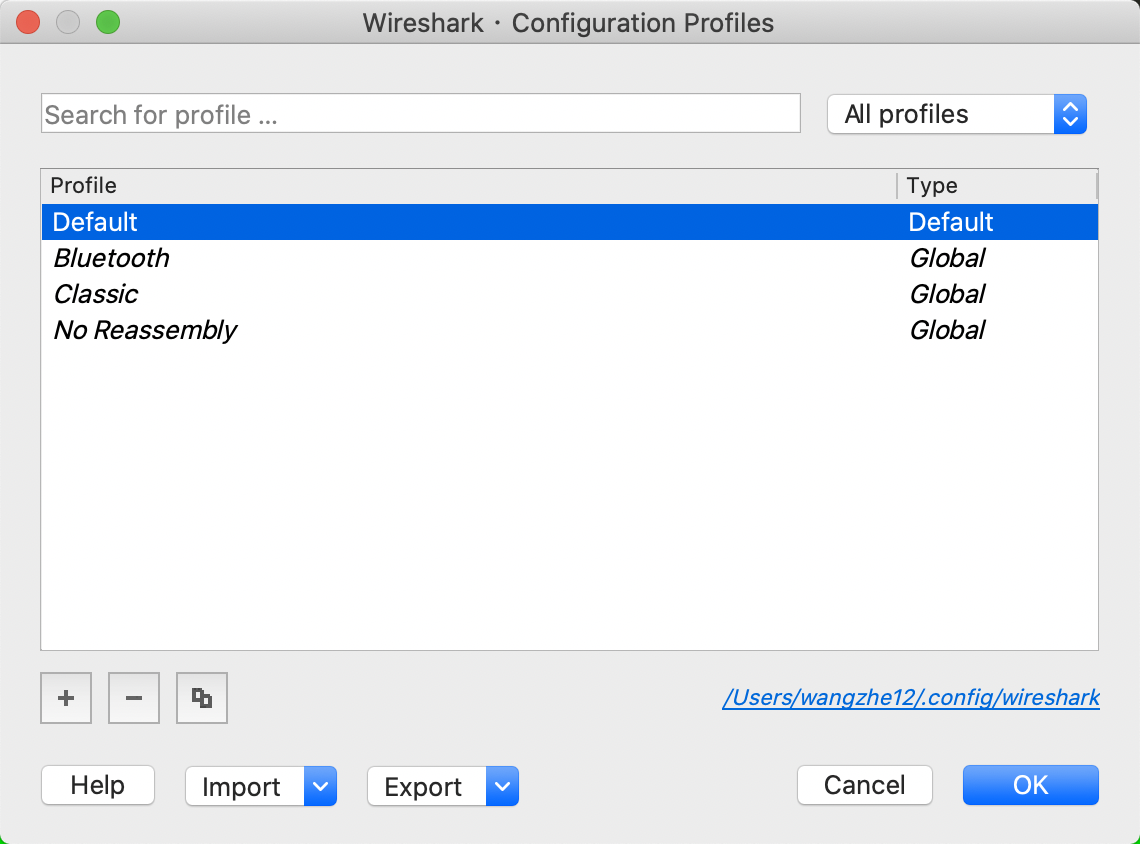 Wireshark · Configuration Profiles
Search for profile ...
All profiles
Profile Type
Default Default
Bluetooth Global
Classic Global
No Reassembly Global
/Users/wangzhe12/.config/wireshark
Help Import Export Cancel OK